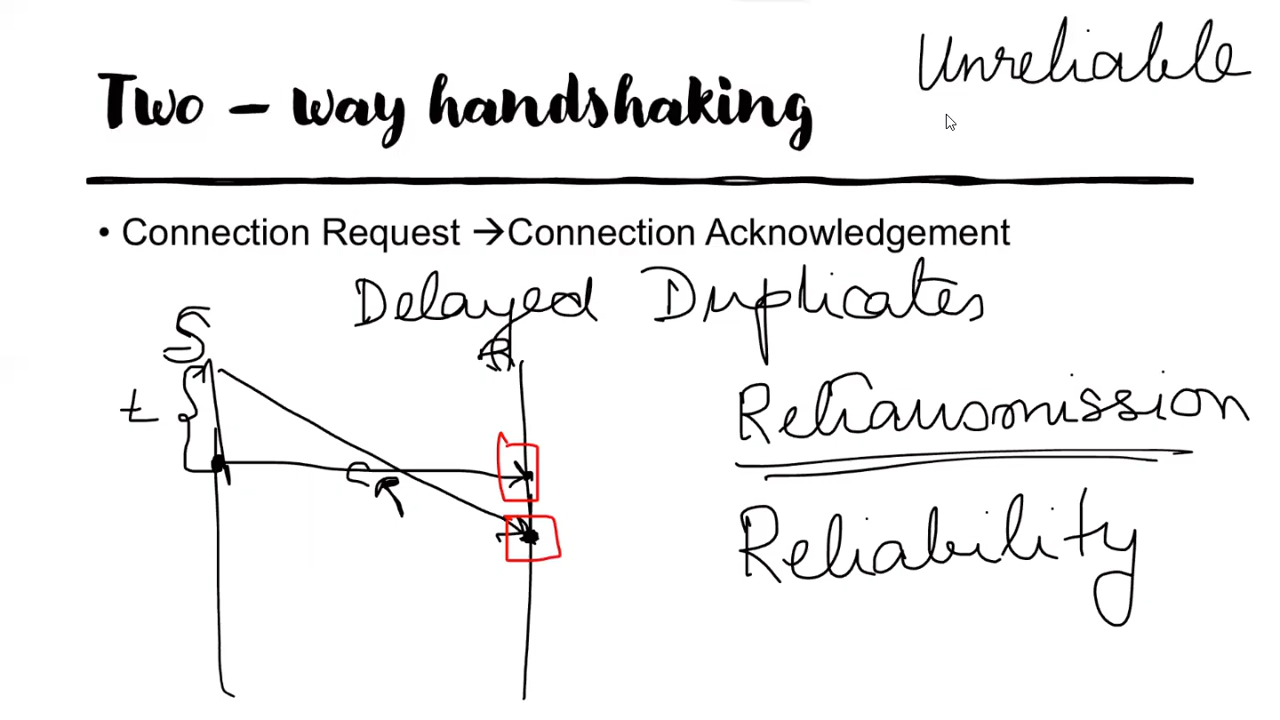 Unreliable
Two – way handshaking
• Connection Request →Connection Acknowledgement
Delayed Duplicates
S
R
t
Retransmission
Reliability